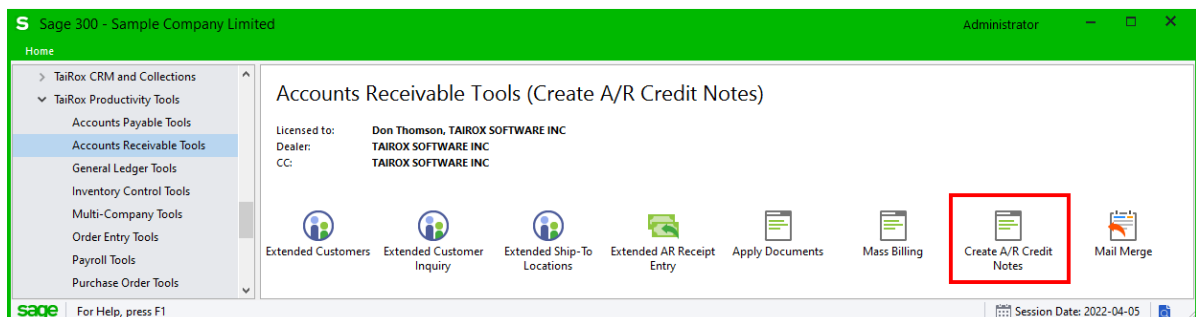 S Sage 300 - Sample Company Limited
Administrator
Home
TaiRox CRM and Collections
TaiRox Productivity Tools
Accounts Payable Tools
Accounts Receivable Tools
General Ledger Tools
Inventory Control Tools
Multi-Company Tools
Order Entry Tools
Payroll Tools
Purchase Order Tools
Accounts Receivable Tools (Create A/R Credit Notes)
Licensed to: Don Thomson, TAIROX SOFTWARE INC
Dealer: TAIROX SOFTWARE INC
CC: TAIROX SOFTWARE INC
Extended Customers
Extended Customer
Inquiry
Extended Ship-To
Locations
Extended AR Receipt
Entry
Apply Documents
Mass Billing
Create A/R Credit
Notes
Mail Merge
sage For Help, press F1
Session Date: 2022-04-05